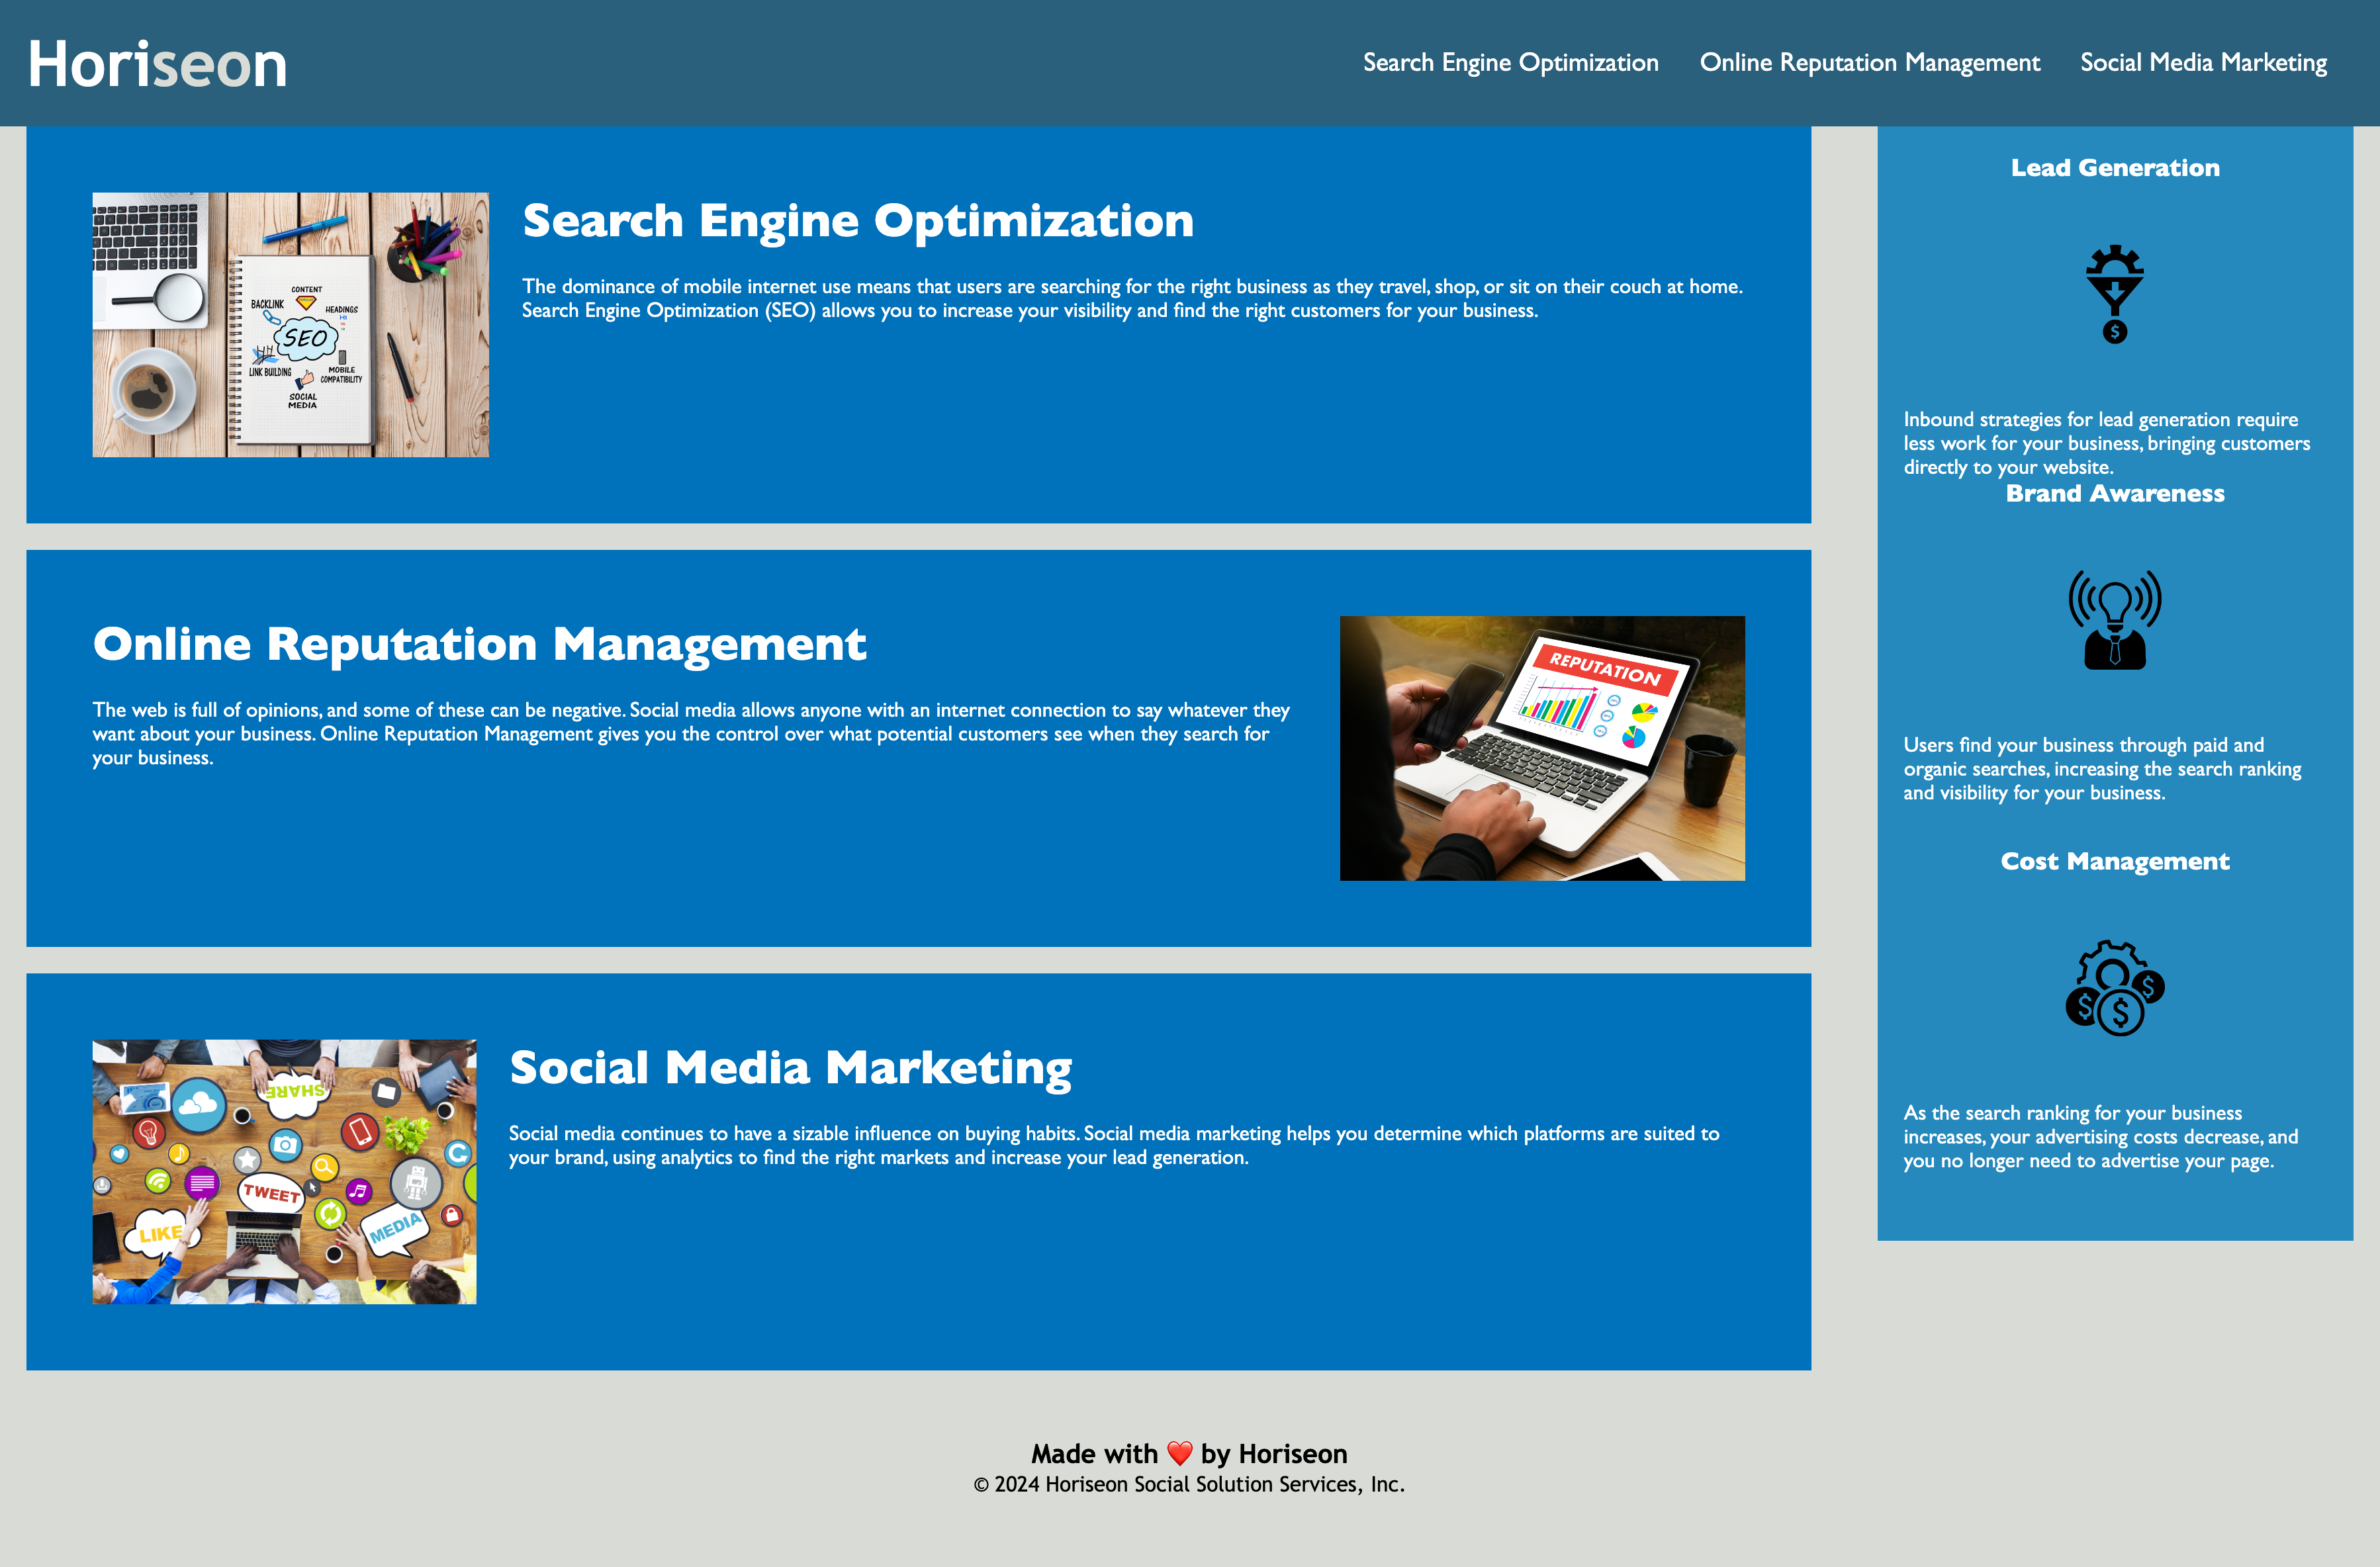 Horiseon
Search Engine Optimization
Online Reputation Management
Social Media Marketing
CONTENT
BACKLINK
HEADINGS
SEO
LINK BUILDING
MOBILE
COMPATIBILITY
SOCIAL
MEDIA
Search Engine Optimization
The dominance of mobile internet use means that users are searching for the right business as they travel, shop, or sit on their couch at home.
Search Engine Optimization (SEO) allows you to increase your visibility and find the right customers for your business.
Online Reputation Management
The web is full of opinions, and some of these can be negative. Social media allows anyone with an internet connection to say whatever they
want about your business. Online Reputation Management gives you the control over what potential customers see when they search for
your business.
REPUTATION
SHARE
TWEET
LIKE
MEDIA
Social Media Marketing
Social media continues to have a sizable influence on buying habits. Social media marketing helps you determine which platforms are suited to
your brand, using analytics to find the right markets and increase your lead generation.
Lead Generation
$
Inbound strategies for lead generation require
less work for your business, bringing customers
directly to your website.
Brand Awareness
Users find your business through paid and
organic searches, increasing the search ranking
and visibility for your business.
Cost Management
$ $ $
As the search ranking for your business
increases, your advertising costs decrease, and
you no longer need to advertise your page.
Made with ❤️ by Horiseon
© 2024 Horiseon Social Solution Services, Inc.